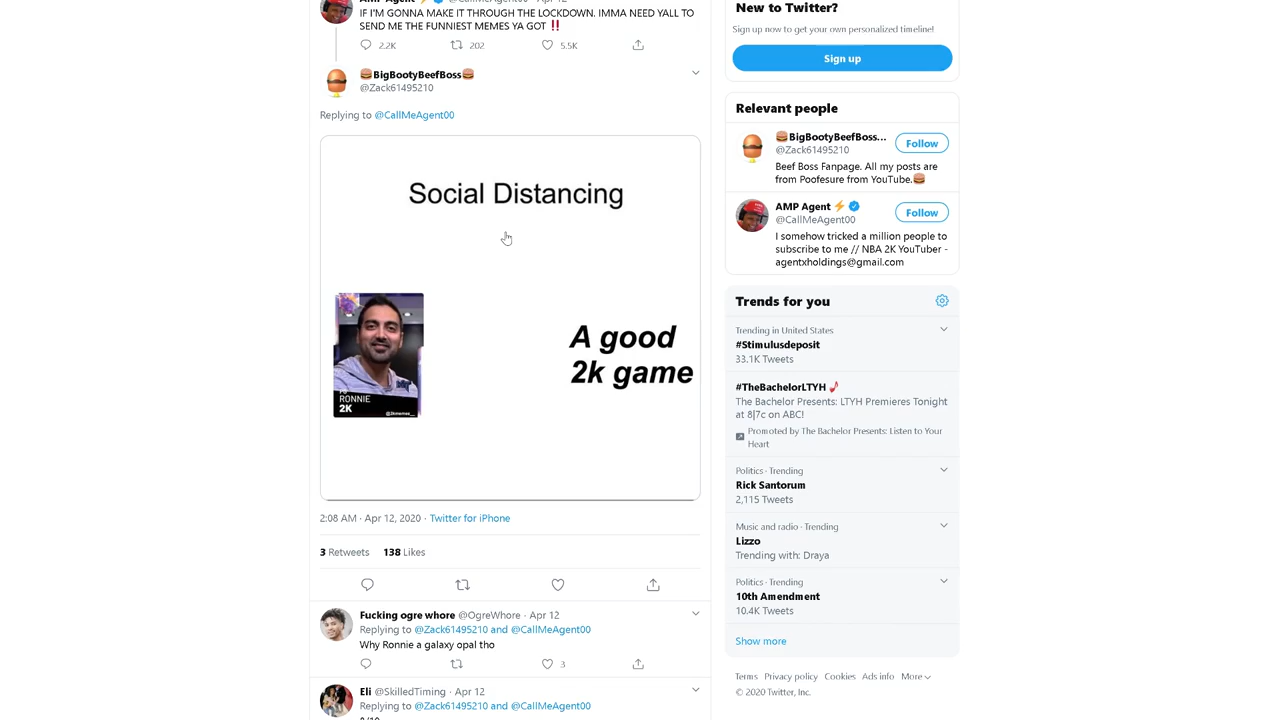 AMP Agent ⚡ @CallMeAgent00 · Apr 12
IF I'M GONNA MAKE IT THROUGH THE LOCKDOWN. IMMA NEED YALL TO
SEND ME THE FUNNIEST MEMES YA GOT ‼️
2.2K 202 5.5K
🍔BigBootyBeefBoss🍔
@Zack61495210
Replying to @CallMeAgent00
Social Distancing
RONNIE
2K
@2kmemes__
A good
2k game
2:08 AM · Apr 12, 2020 · Twitter for iPhone
3 Retweets 138 Likes
Fucking ogre whore @OgreWhore · Apr 12
Replying to @Zack61495210 and @CallMeAgent00
Why Ronnie a galaxy opal tho
3
Eli @SkilledTiming · Apr 12
Replying to @Zack61495210 and @CallMeAgent00
New to Twitter?
Sign up now to get your own personalized timeline!
Sign up
Relevant people
🍔BigBootyBeefBoss...
@Zack61495210
Follow
Beef Boss Fanpage. All my posts are
from Poofesure from YouTube.🍔
AMP Agent ⚡
@CallMeAgent00
Follow
I somehow tricked a million people to
subscribe to me // NBA 2K YouTuber -
agentxholdings@gmail.com
Trends for you
Trending in United States
#Stimulusdeposit
33.1K Tweets
#TheBachelorLTYH
The Bachelor Presents: LTYH Premieres Tonight
at 8|7c on ABC!
Promoted by The Bachelor Presents: Listen to Your
Heart
Politics · Trending
Rick Santorum
2,115 Tweets
Music and radio · Trending
Lizzo
Trending with: Draya
Politics · Trending
10th Amendment
10.4K Tweets
Show more
Terms Privacy policy Cookies Ads info More
© 2020 Twitter, Inc.